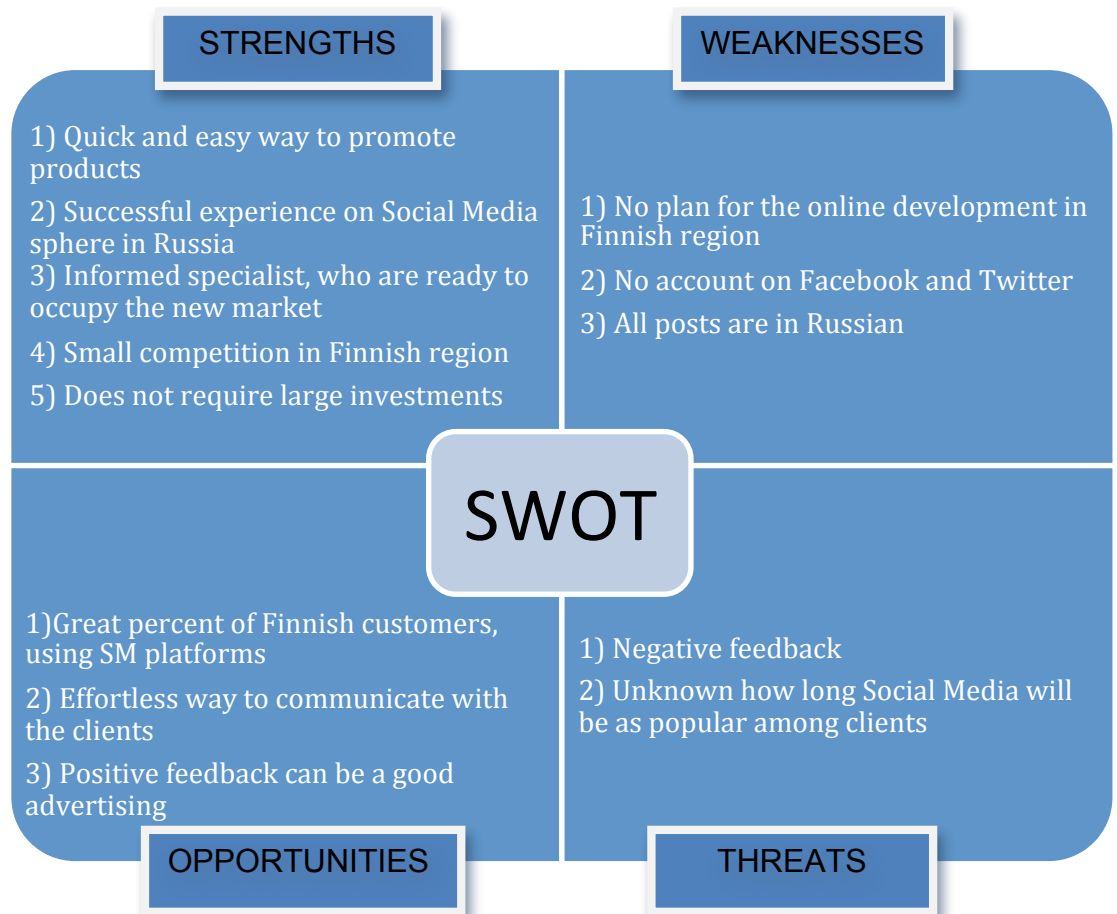 STRENGTHS
1) Quick and easy way to promote
products
2) Successful experience on Social Media
sphere in Russia
3) Informed specialist, who are ready to
occupy the new market
4) Small competition in Finnish region
5) Does not require large investments
WEAKNESSES
1) No plan for the online development in
Finnish region
2) No account on Facebook and Twitter
3) All posts are in Russian
SWOT
1)Great percent of Finnish customers,
using SM platforms
2) Effortless way to communicate with
the clients
3) Positive feedback can be a good
advertising
OPPORTUNITIES
1) Negative feedback
2) Unknown how long Social Media will
be as popular among clients
THREATS